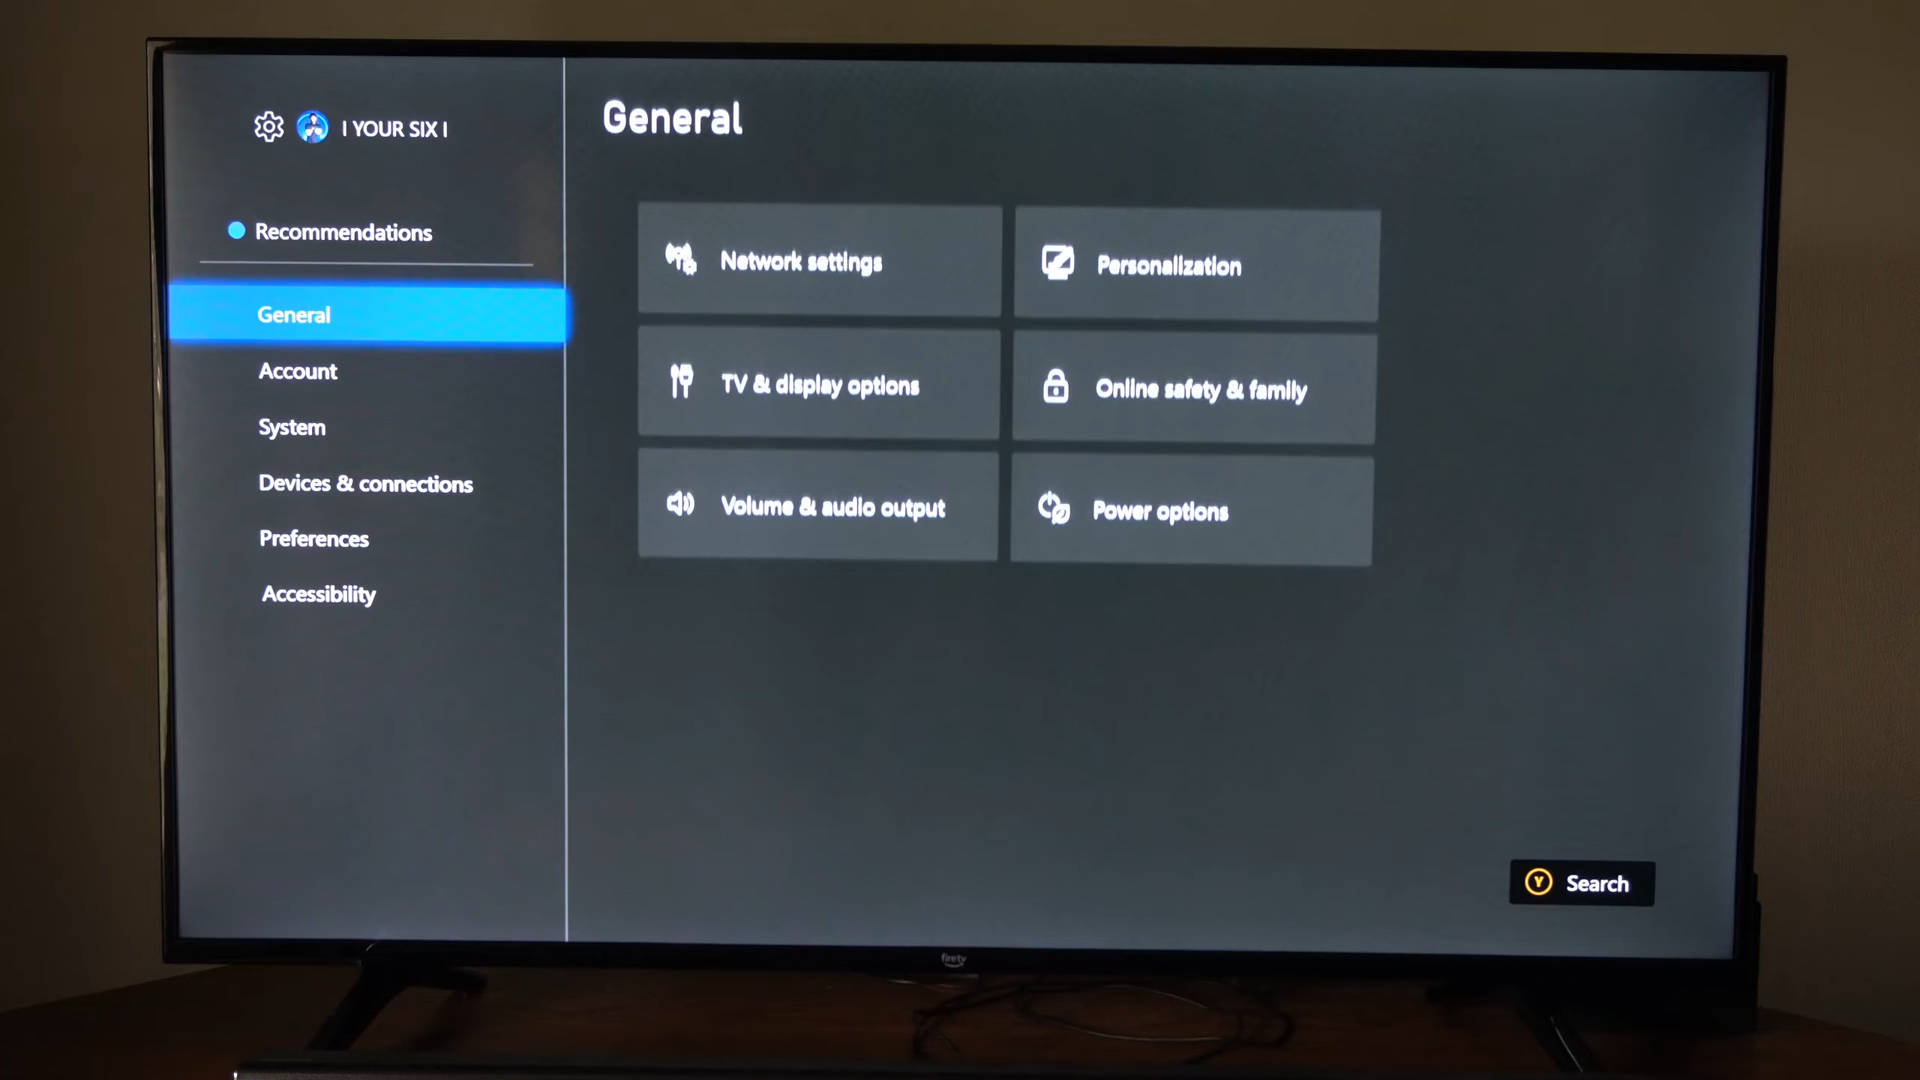 I YOUR SIX I
Recommendations
General
Account
System
Devices & connections
Preferences
Accessibility
General
Network settings
Personalization
TV & display options
Online safety & family
Volume & audio output
Power options
Y Search
firetv